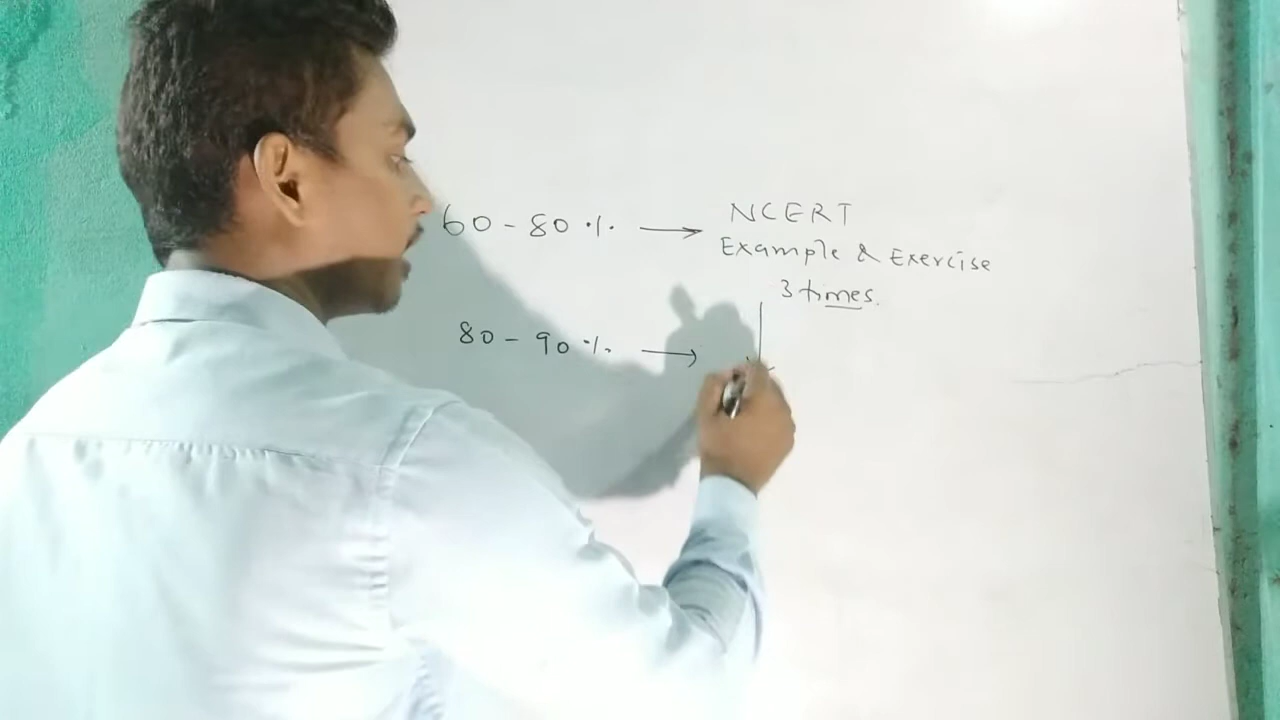 60 - 80 % → NCERT
Example & Exercise
3 times.
80 - 90 % →